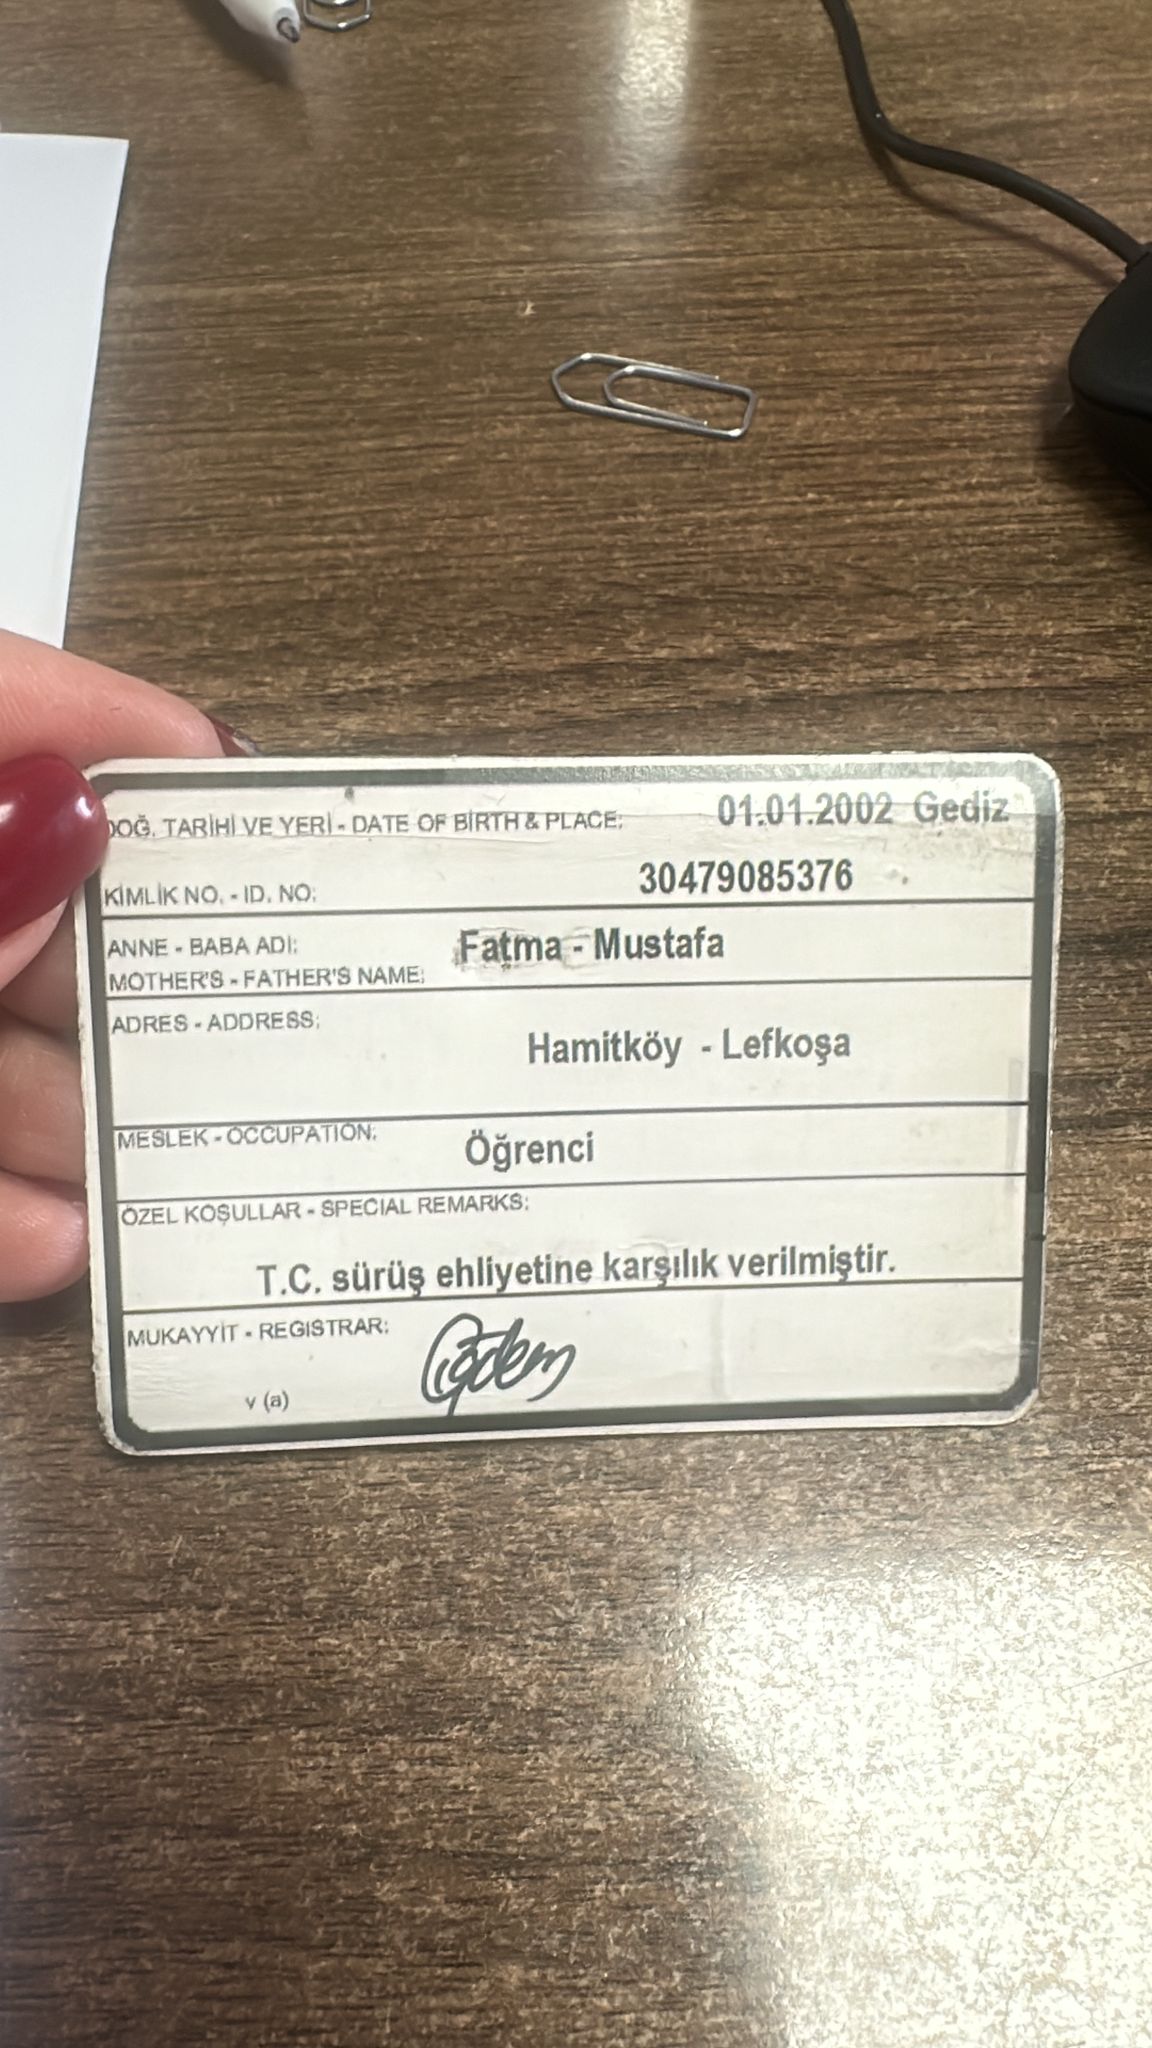 DOĞ. TARİHİ VE YERİ - DATE OF BIRTH & PLACE: 01.01.2002 Gediz
KİMLİK NO. - ID. NO: 30479085376
ANNE - BABA ADI: Fatma - Mustafa
MOTHER'S - FATHER'S NAME:
ADRES - ADDRESS:
Hamitköy - Lefkoşa
MESLEK - OCCUPATION: Öğrenci
ÖZEL KOŞULLAR - SPECIAL REMARKS:
T.C. sürüş ehliyetine karşılık verilmiştir.
MUKAYYİT - REGISTRAR:
v (a)